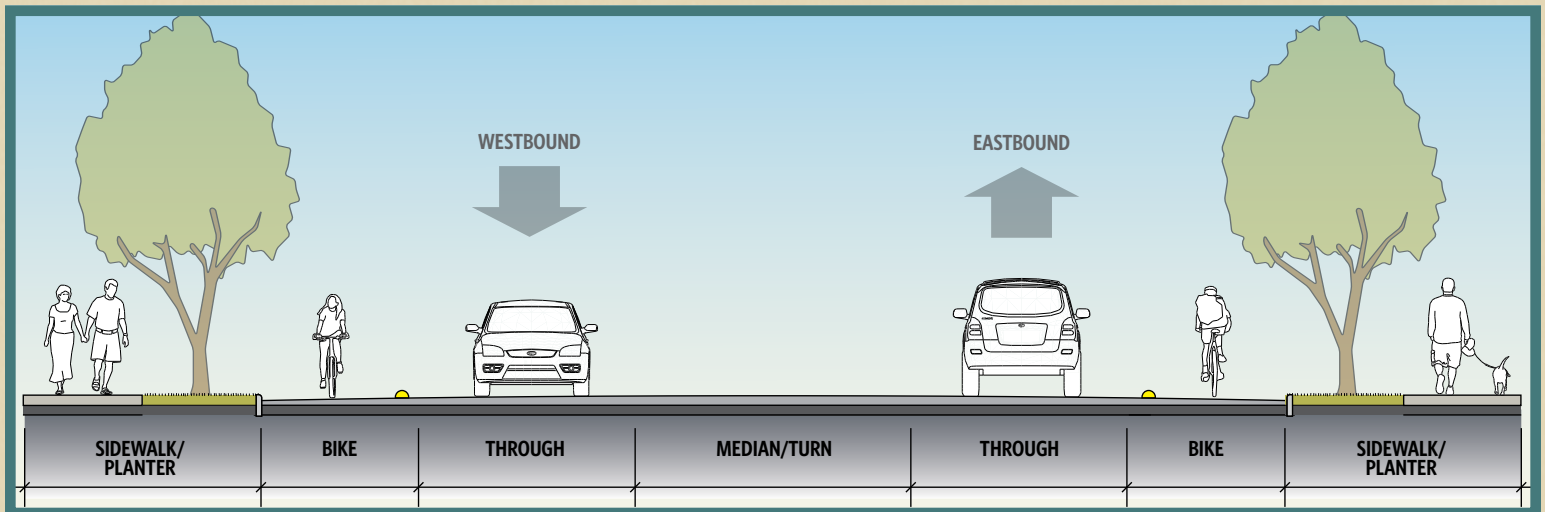 WESTBOUND
EASTBOUND
SIDEWALK/
PLANTER
BIKE
THROUGH
MEDIAN/TURN
THROUGH
BIKE
SIDEWALK/
PLANTER